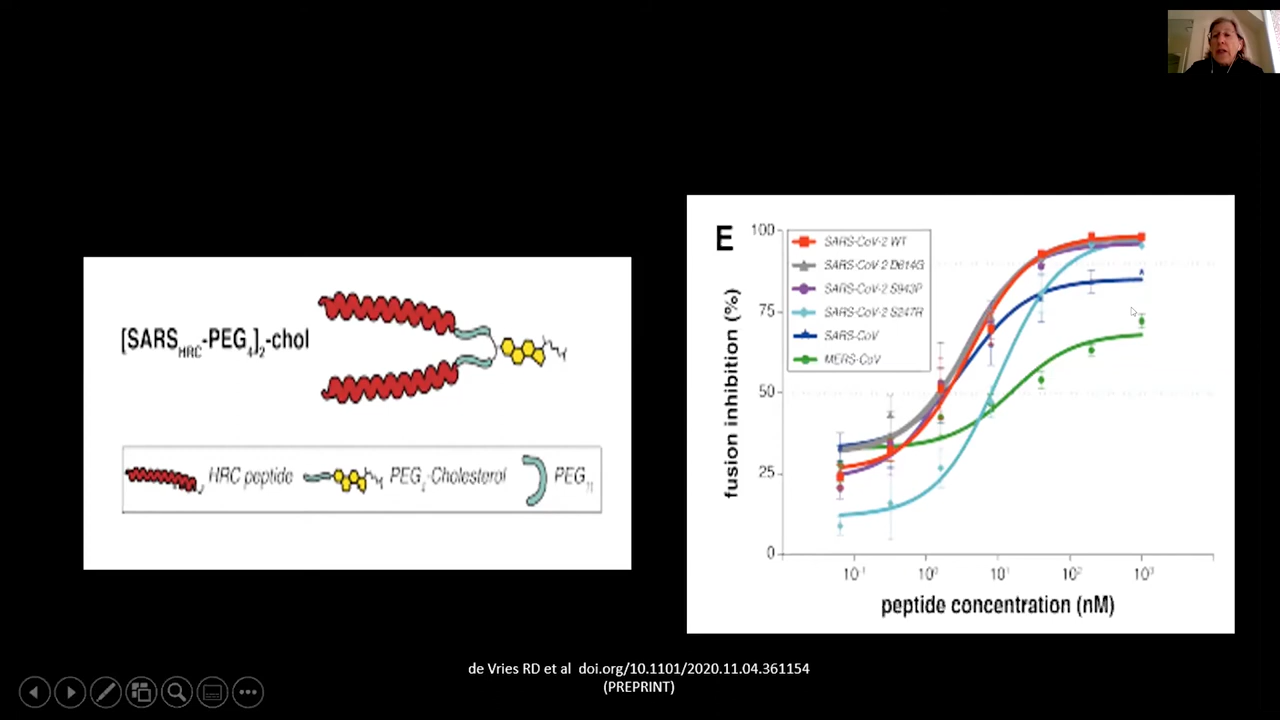 [SARS HRC-PEG4]2-chol
HRC peptide
PEG4-Cholesterol
PEG11
E
fusion inhibition (%)
100
75
50
25
0
SARS-CoV-2 WT
SARS-CoV 2 D614G
SARS-CoV-2 S943P
SARS-CoV-2 S247R
SARS-CoV
MERS-CoV
10-1
100
101
102
103
peptide concentration (nM)
de Vries RD et al doi.org/10.1101/2020.11.04.361154
(PREPRINT)